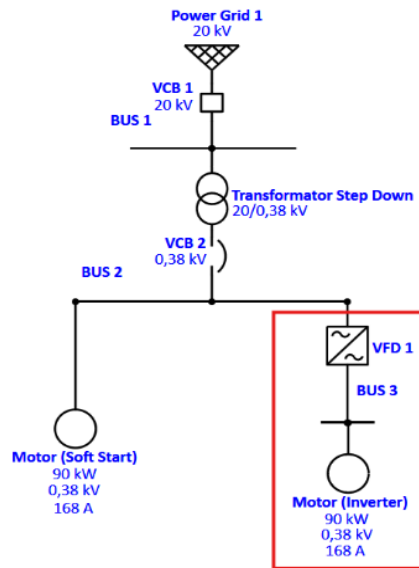 Power Grid 1
20 kV
VCB 1
20 kV
BUS 1
Transformator Step Down
20/0,38 kV
VCB 2
0,38 kV
BUS 2
VFD 1
BUS 3
Motor (Soft Start)
90 kW
0,38 kV
168 A
Motor (Inverter)
90 kW
0,38 kV
168 A